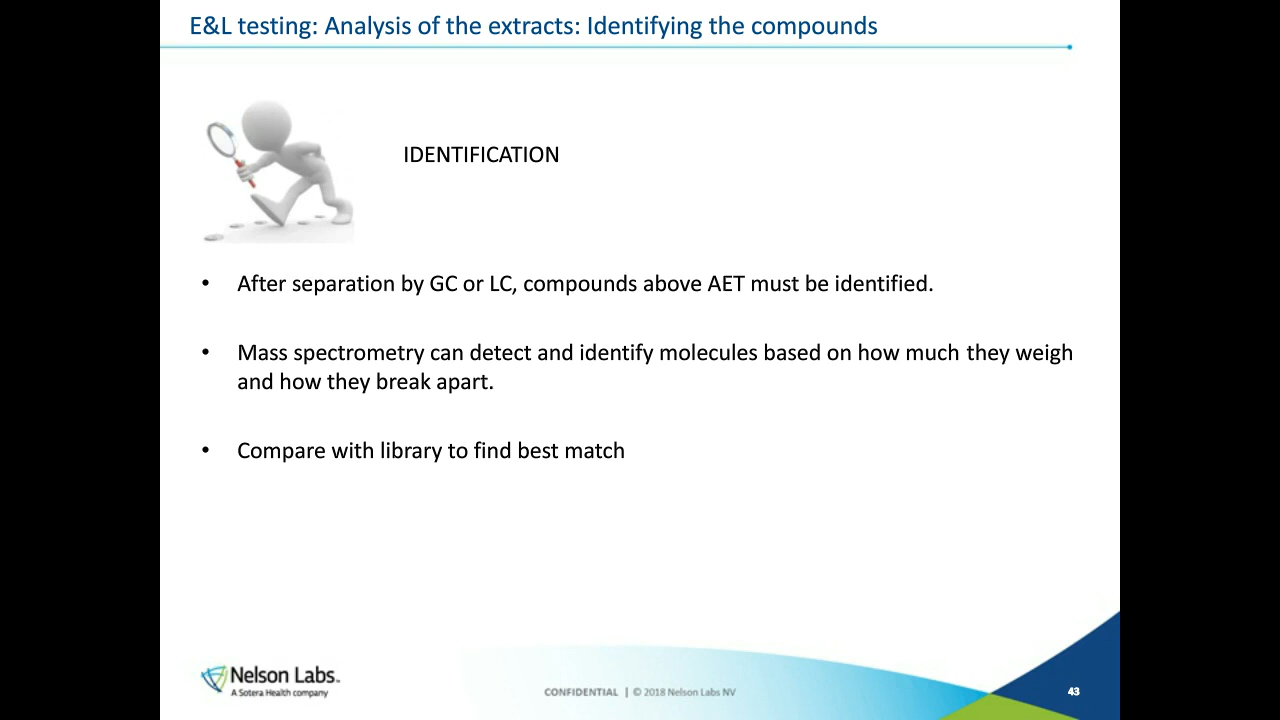 E&L testing: Analysis of the extracts: Identifying the compounds
IDENTIFICATION
• After separation by GC or LC, compounds above AET must be identified.
• Mass spectrometry can detect and identify molecules based on how much they weigh
and how they break apart.
• Compare with library to find best match
Nelson Labs™
A Sotera Health company
CONFIDENTIAL | © 2018 Nelson Labs NV
43